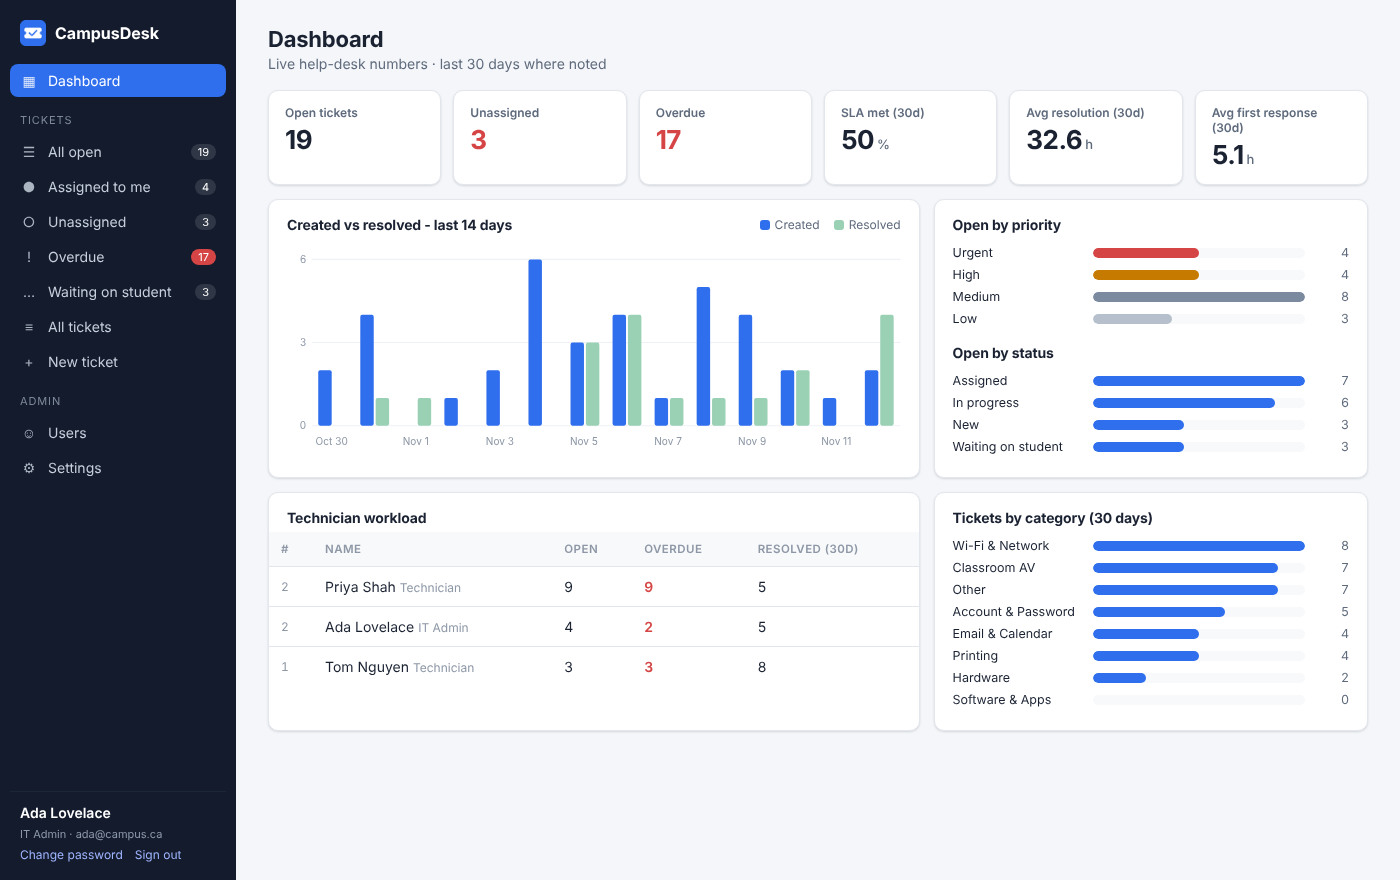 CampusDesk
Dashboard
TICKETS
All open 19
Assigned to me 4
Unassigned 3
! Overdue 17
... Waiting on student 3
All tickets
+ New ticket
ADMIN
Users
Settings
Ada Lovelace
IT Admin · ada@campus.ca
Change password Sign out
Dashboard
Live help-desk numbers · last 30 days where noted
Open tickets
19
Unassigned
3
Overdue
17
SLA met (30d)
50 %
Avg resolution (30d)
32.6 h
Avg first response
(30d)
5.1 h
Created vs resolved - last 14 days
Created Resolved
6
3
0
Oct 30 Nov 1 Nov 3 Nov 5 Nov 7 Nov 9 Nov 11
Open by priority
Urgent 4
High 4
Medium 8
Low 3
Open by status
Assigned 7
In progress 6
New 3
Waiting on student 3
Technician workload
# NAME OPEN OVERDUE RESOLVED (30D)
2 Priya Shah Technician 9 9 5
2 Ada Lovelace IT Admin 4 2 5
1 Tom Nguyen Technician 3 3 8
Tickets by category (30 days)
Wi-Fi & Network 8
Classroom AV 7
Other 7
Account & Password 5
Email & Calendar 4
Printing 4
Hardware 2
Software & Apps 0